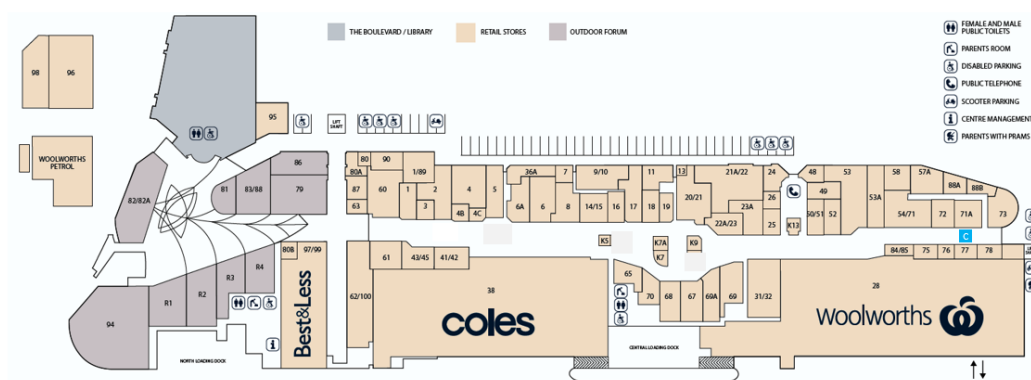 THE BOULEVARD / LIBRARY
RETAIL STORES
OUTDOOR FORUM
FEMALE AND MALE
PUBLIC TOILETS
PARENTS ROOM
DISABLED PARKING
PUBLIC TELEPHONE
SCOOTER PARKING
CENTRE MANAGEMENT
PARENTS WITH PRAMS
98
96
95
LIFT
SHAFT
WOOLWORTHS
PETROL
82/82A
81
83/88
86
79
80
80A
90
1/89
87
60
63
1
2
3
4
4B
4C
5
36A
7
6A
6
8
9/10
14/15
16
17
11
18
19
13
20/21
21A/22
22A/23
23A
24
26
25
K13
48
49
50/51
52
53
53A
58
54/71
57A
88A
88B
72
71A
73
C
K5
K7A
K7
K9
94
R1
R2
R3
R4
80B
97/99
Best&Less
62/100
61
43/45
41/42
38
coles
65
70
68
67
69A
69
31/32
84/85
75
76
77
78
28
Woolworths
NORTH LOADING DOCK
CENTRAL LOADING DOCK